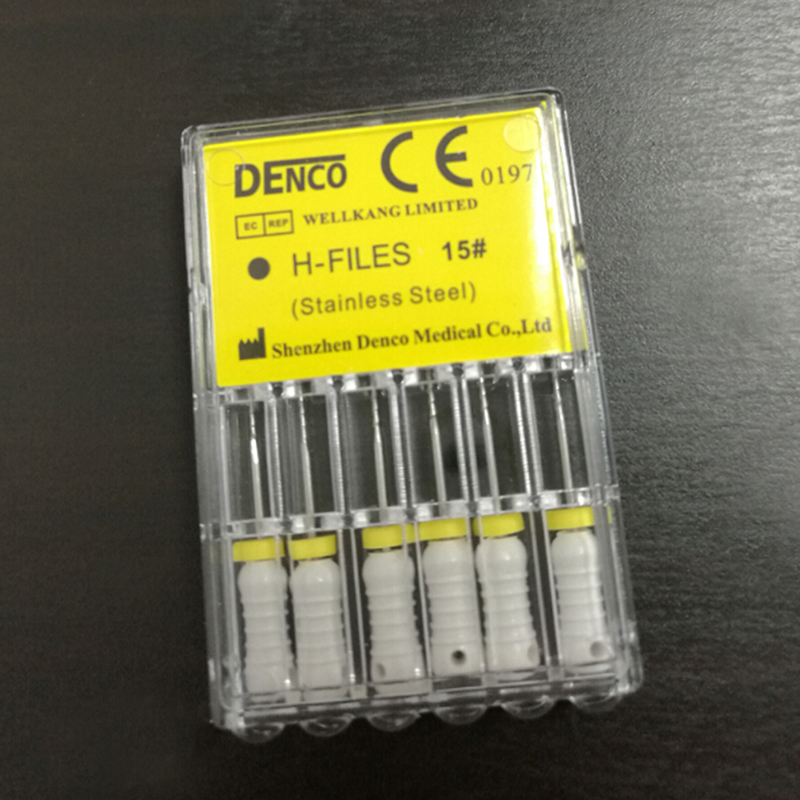 DENCO CE 0197
EC REP WELLKANG LIMITED
H-FILES 15#
(Stainless Steel)
Shenzhen Denco Medical Co.,Ltd